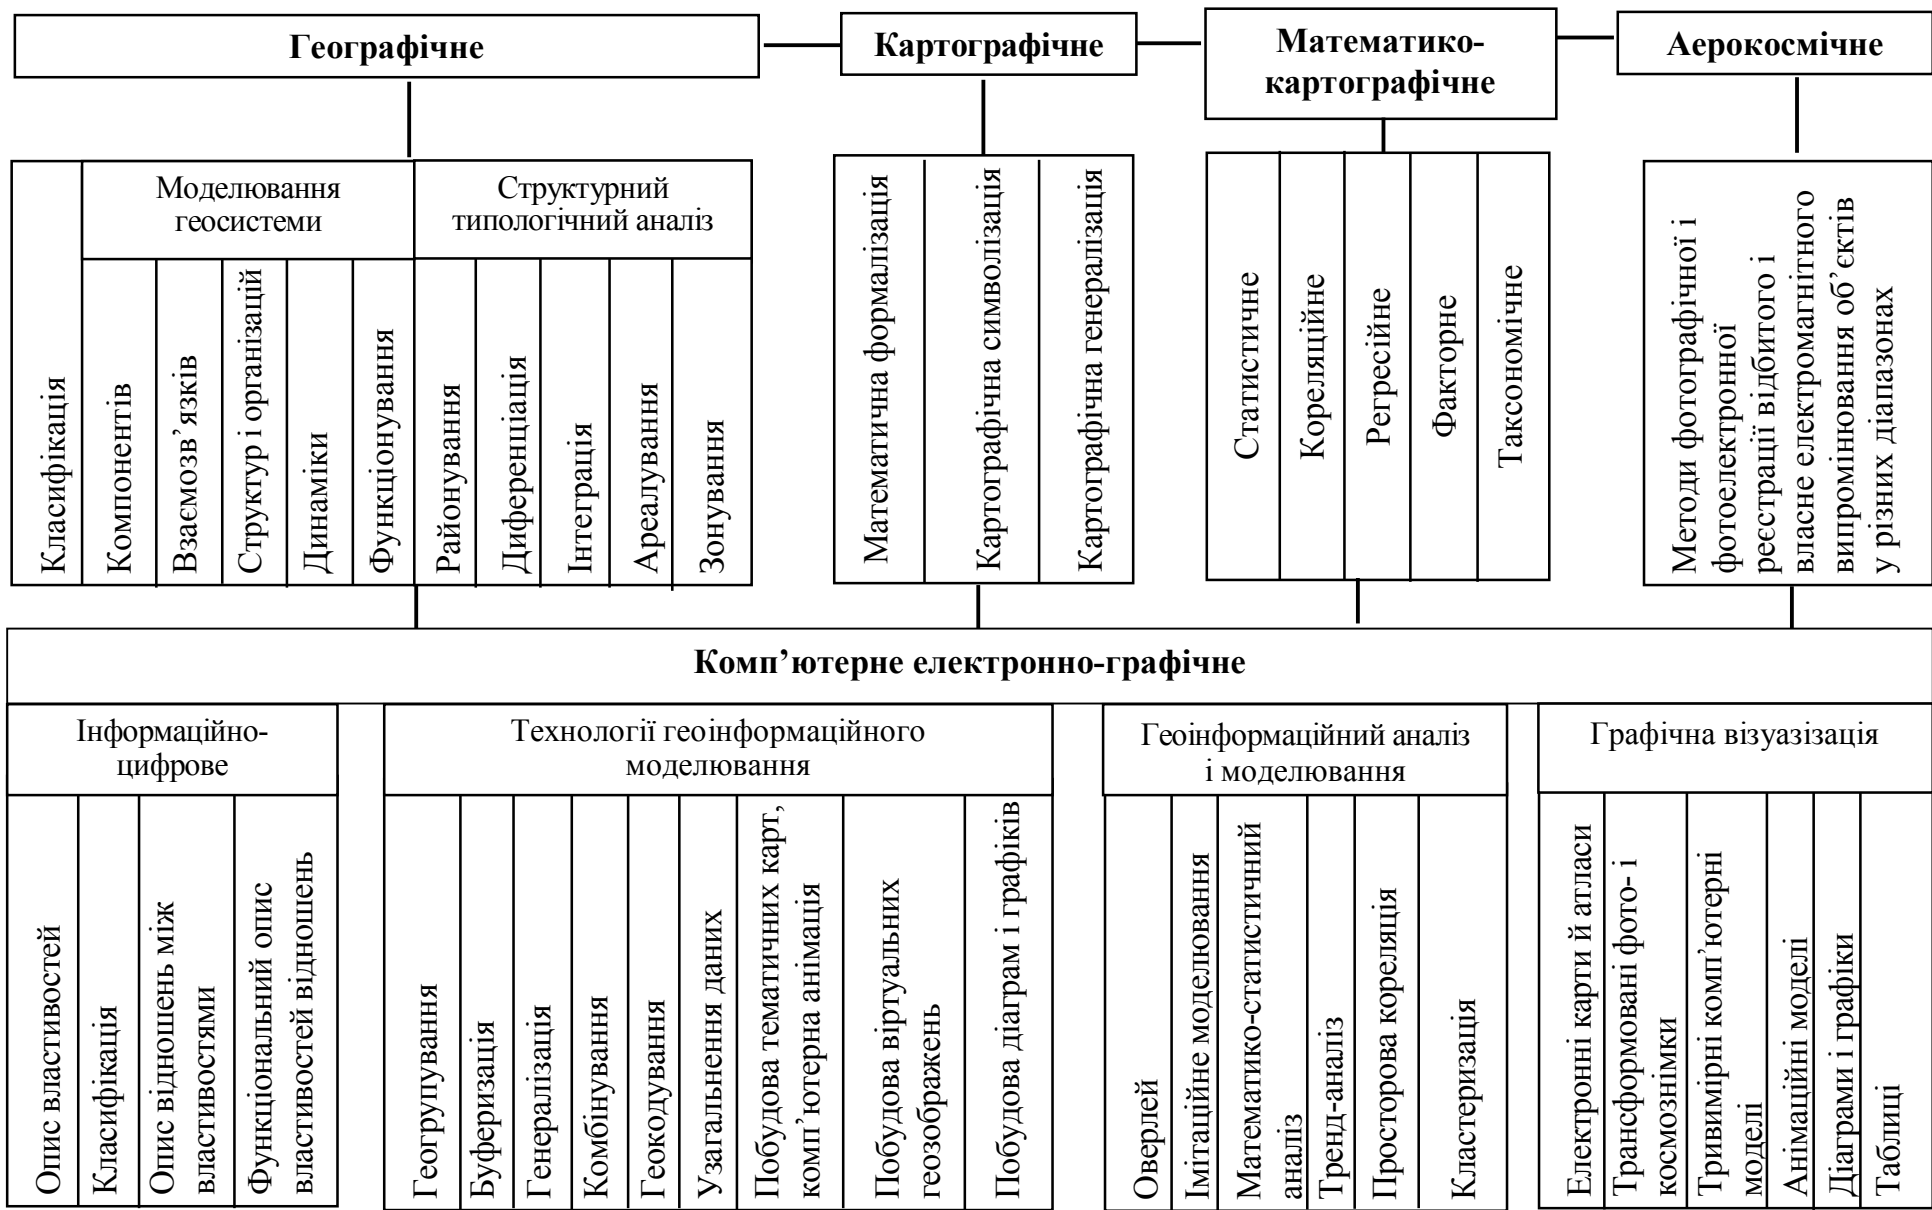 Географічне
Картографічне
Математико-
картографічне
Аерокосмічне
Класифікація
Моделювання
геосистеми
Компонентів
Взаємозв’язків
Структур і організацій
Динаміки
Функціонування
Структурний
типологічний аналіз
Районування
Диференціація
Інтеграція
Ареалування
Зонування
Математична формалізація
Картографічна символізація
Картографічна генералізація
Статистичне
Кореляційне
Регресійне
Факторне
Таксономічне
Методи фотографічної і
фотоелектронної
реєстрації відбитого і
власне електромагнітного
випромінювання об’єктів
у різних діапазонах
Комп’ютерне електронно-графічне
Інформаційно-
цифрове
Опис властивостей
Класифікація
Опис відношень між
властивостями
Функціональний опис
властивостей відношень
Технології геоінформаційного
моделювання
Геогрупування
Буферизація
Генералізація
Комбінування
Геокодування
Узагальнення даних
Побудова тематичних карт,
комп’ютерна анімація
Побудова віртуальних
геозображень
Побудова діаграм і графіків
Геоінформаційний аналіз
і моделювання
Оверлей
Імітаційне моделювання
Математико-статистичний
аналіз
Тренд-аналіз
Просторова кореляція
Кластеризація
Графічна візуазізація
Електронні карти й атласи
Трансформовані фото- і
космознімки
Тривимірні комп’ютерні
моделі
Анімаційні моделі
Діаграми і графіки
Таблиці